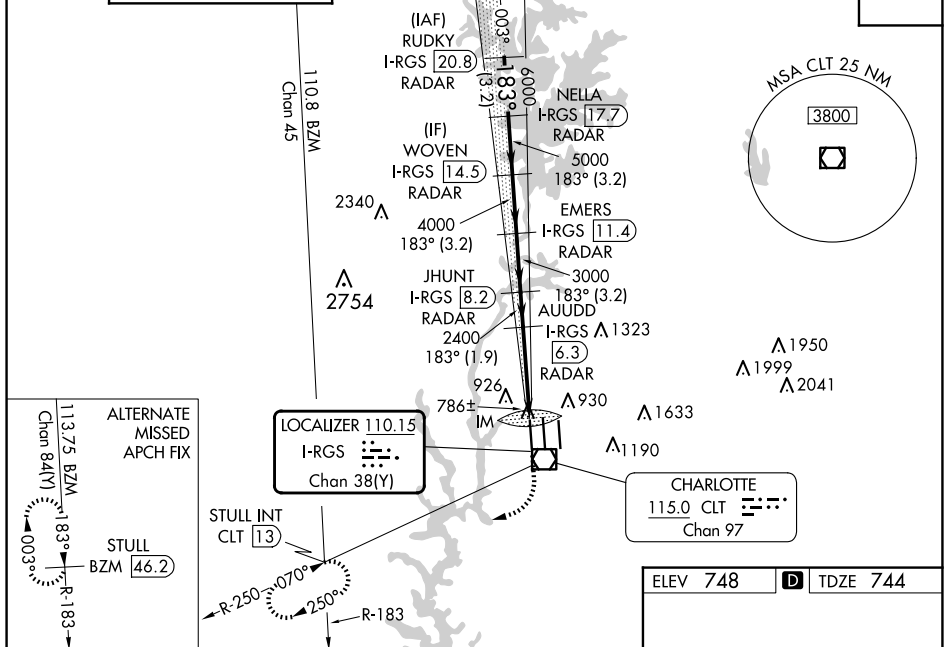 (IAF)
RUDKY
I-RGS 20.8
RADAR
003°
183°
(3.2)
6000
110.8 BZM
Chan 45
NELLA
I-RGS 17.7
RADAR
MSA CLT 25 NM
3800
(IF)
WOVEN
I-RGS 14.5
RADAR
5000
183° (3.2)
2340
4000
183° (3.2)
EMERS
I-RGS 11.4
RADAR
2754
JHUNT
I-RGS 8.2
RADAR
3000
183° (3.2)
2400
183° (1.9)
AUUDD
I-RGS
6.3
RADAR
1323
1950
1999
2041
926
786±
IM
930
1633
1190
LOCALIZER 110.15
I-RGS
Chan 38(Y)
CHARLOTTE
115.0 CLT
Chan 97
ALTERNATE
MISSED
APCH FIX
113.75 BZM
Chan 84(Y)
183°
003°
STULL
BZM 46.2
R-183
STULL INT
CLT 13
R-250
070°
250°
R-183
ELEV 748
D
TDZE 744